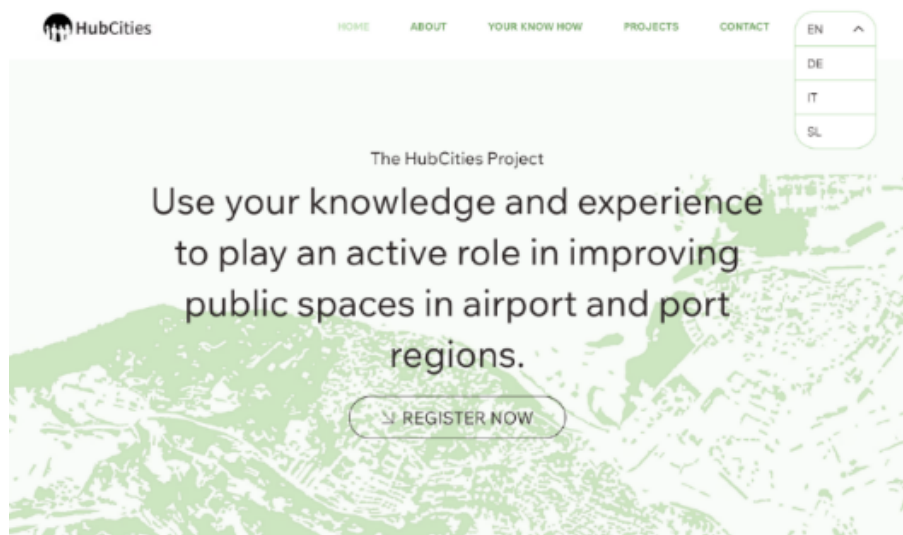 HubCities
HOME ABOUT YOUR KNOW HOW PROJECTS CONTACT EN
DE
IT
SL
The HubCities Project
Use your knowledge and experience
to play an active role in improving
public spaces in airport and port
regions.
REGISTER NOW